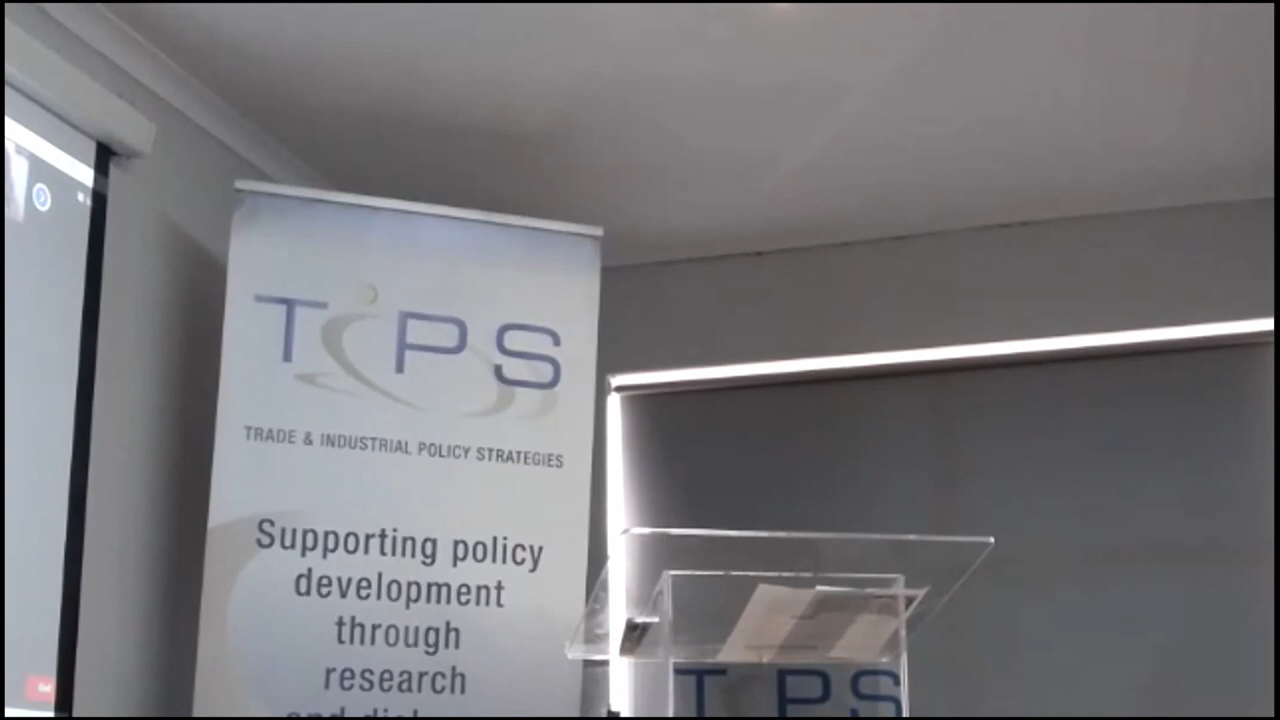 TiPS
TRADE & INDUSTRIAL POLICY STRATEGIES
Supporting policy
development
through
research
TiPS